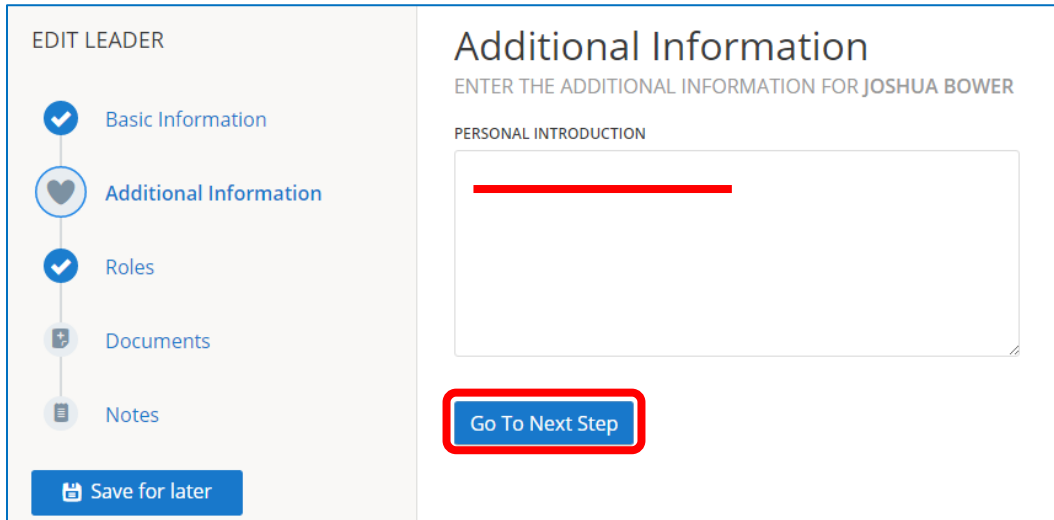 EDIT LEADER
Basic Information
Additional Information
Roles
Documents
Notes
Save for later
Additional Information
ENTER THE ADDITIONAL INFORMATION FOR JOSHUA BOWER
PERSONAL INTRODUCTION
Go To Next Step